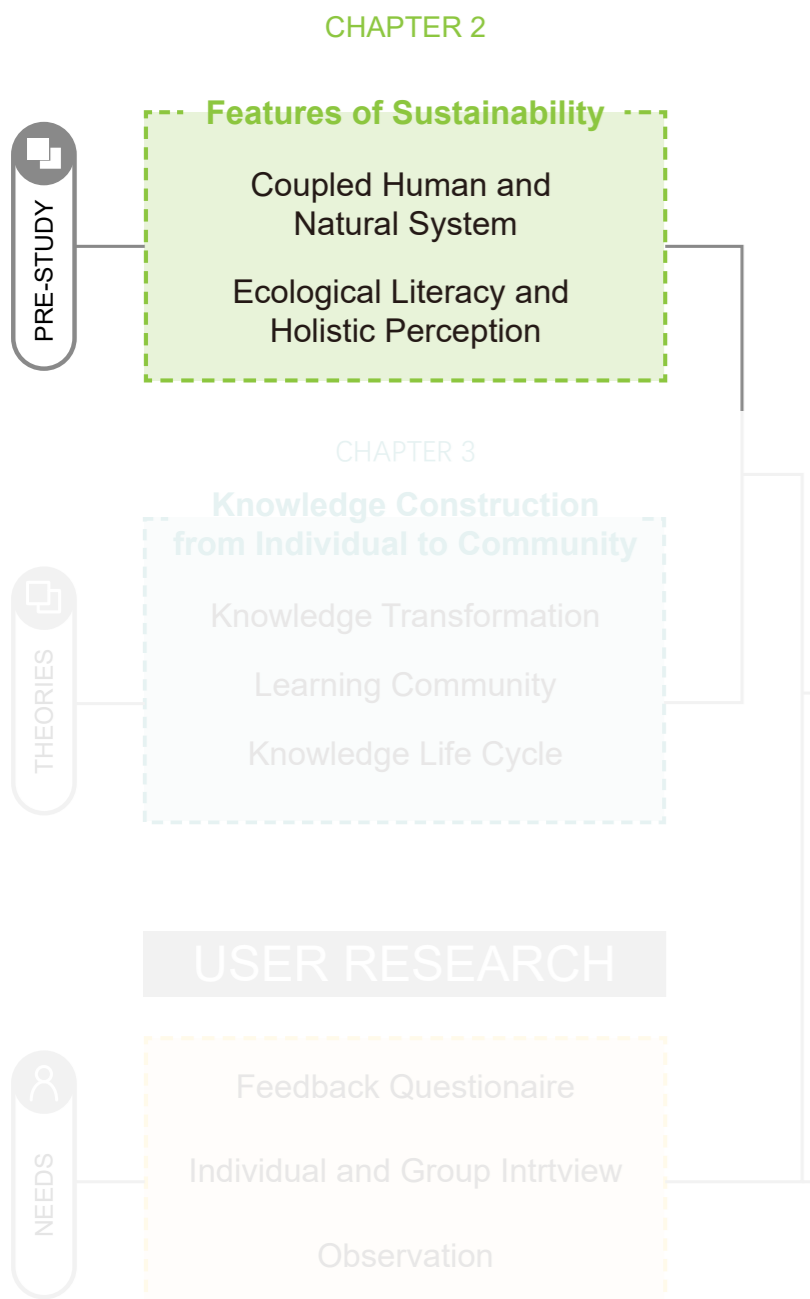 CHAPTER 2
Features of Sustainability
PRE-STUDY
Coupled Human and
Natural System
Ecological Literacy and
Holistic Perception
CHAPTER 3
Knowledge Construction
from Individual to Community
THEORIES
Knowledge Transformation
Learning Community
Knowledge Life Cycle
USER RESEARCH
NEEDS
Feedback Questionaire
Individual and Group Intrtview
Observation